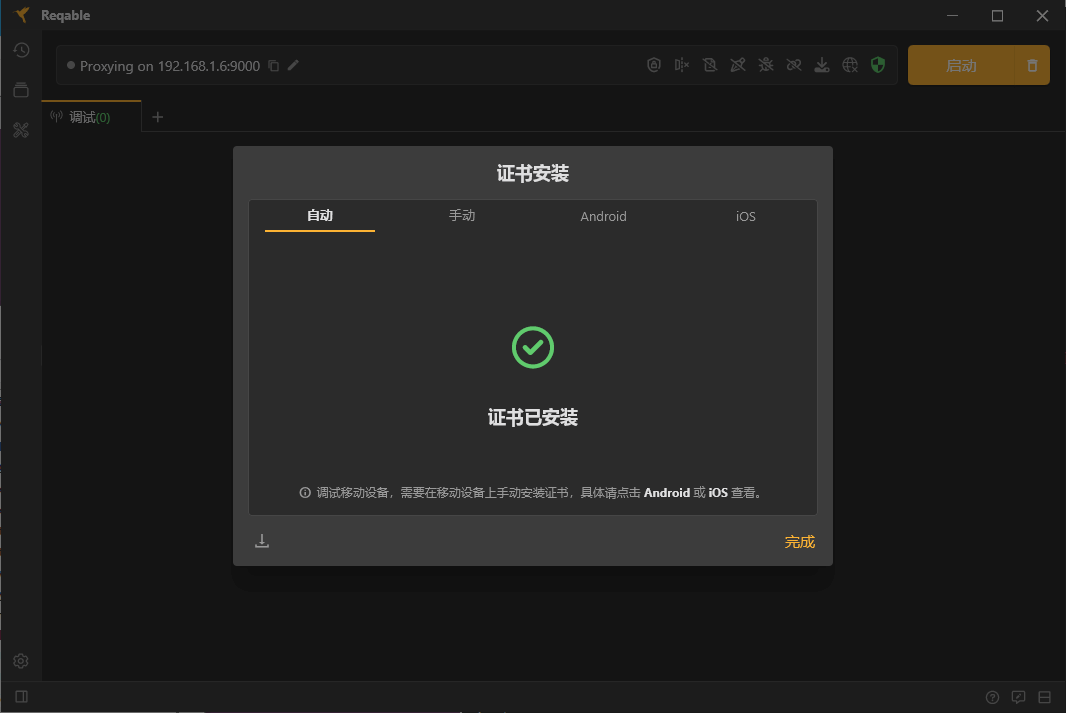 Reqable
Proxying on 192.168.1.6:9000
启动
调试(0)
证书安装
自动
手动
Android
iOS
证书已安装
调试移动设备，需要在移动设备上手动安装证书，具体请点击 Android 或 iOS 查看。
完成